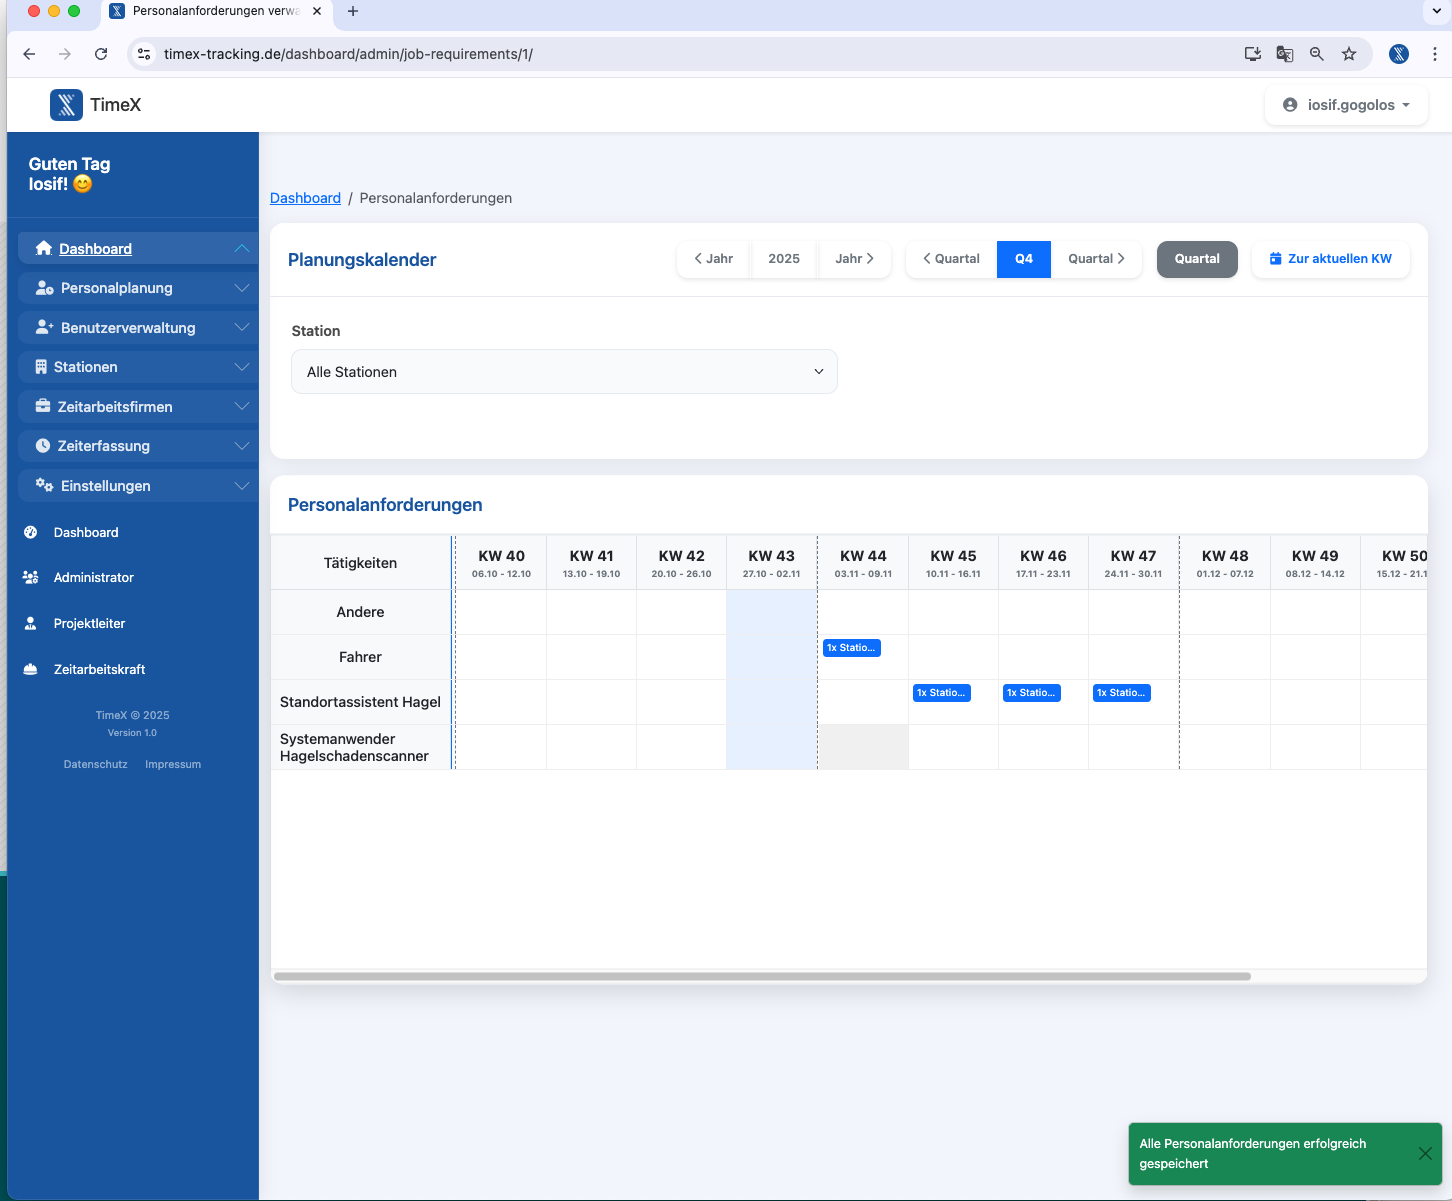 Personalanforderungen verwa
timex-tracking.de/dashboard/admin/job-requirements/1/
TimeX
iosif.gogolos
Guten Tag
Iosif! 😊
Dashboard
Personalplanung
Benutzerverwaltung
Stationen
Zeitarbeitsfirmen
Zeiterfassung
Einstellungen
Dashboard
Administrator
Projektleiter
Zeitarbeitskraft
TimeX © 2025
Version 1.0
Datenschutz Impressum
Dashboard / Personalanforderungen
Planungskalender
Jahr 2025 Jahr
Quartal Q4 Quartal
Quartal
Zur aktuellen KW
Station
Alle Stationen
Personalanforderungen
Tätigkeiten KW 40 KW 41 KW 42 KW 43 KW 44 KW 45 KW 46 KW 47 KW 48 KW 49 KW 50
06.10 - 12.10 13.10 - 19.10 20.10 - 26.10 27.10 - 02.11 03.11 - 09.11 10.11 - 16.11 17.11 - 23.11 24.11 - 30.11 01.12 - 07.12 08.12 - 14.12 15.12 - 21.1
Andere
Fahrer 1x Statio...
Standortassistent Hagel 1x Statio... 1x Statio... 1x Statio...
Systemanwender
Hagelschadenscanner
Alle Personalanforderungen erfolgreich
gespeichert